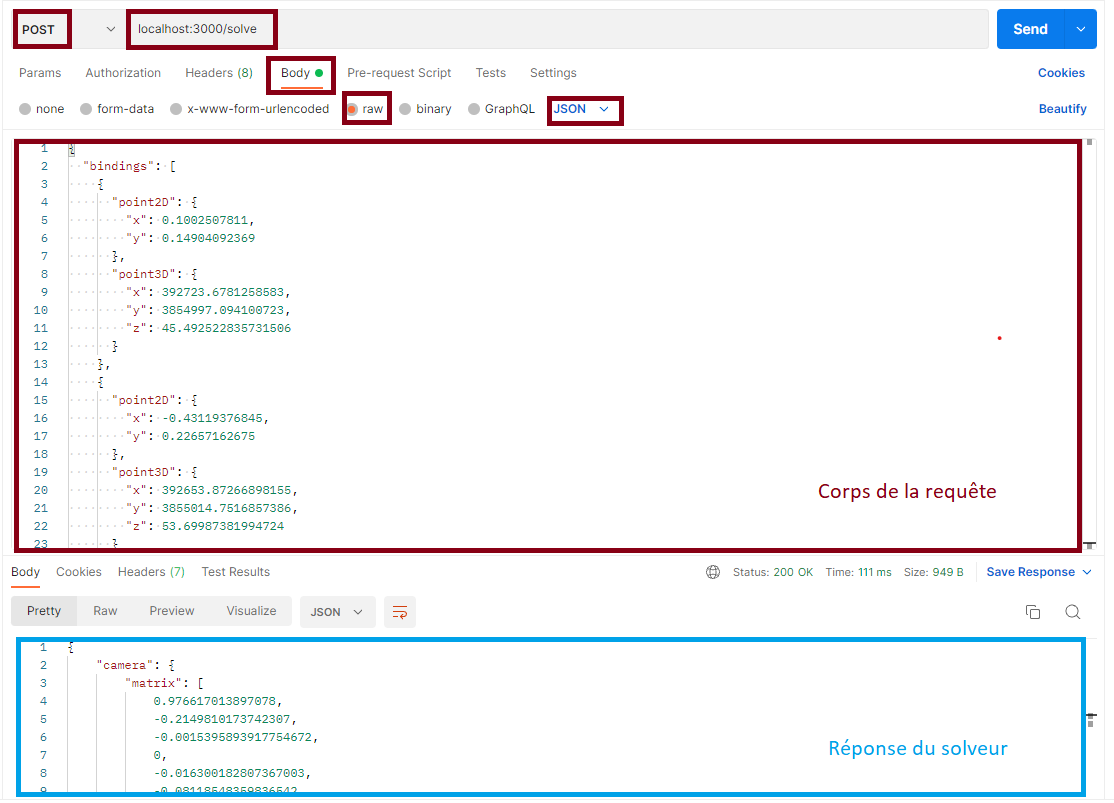 POST localhost:3000/solve Send
Params Authorization Headers (8) Body Pre-request Script Tests Settings Cookies
none form-data x-www-form-urlencoded raw binary GraphQL JSON Beautify
1 {
2 "bindings": [
3 {
4 "point2D": {
5 "x": 0.1002507811,
6 "y": 0.14904092369
7 },
8 "point3D": {
9 "x": 392723.6781258583,
10 "y": 3854997.094100723,
11 "z": 45.492522835731506
12 }
13 },
14 {
15 "point2D": {
16 "x": -0.43119376845,
17 "y": 0.22657162675
18 },
19 "point3D": {
20 "x": 392653.87266898155,
21 "y": 3855014.7516857386,
22 "z": 53.69987381994724
23 }
Corps de la requête
Body Cookies Headers (7) Test Results Status: 200 OK Time: 111 ms Size: 949 B Save Response
Pretty Raw Preview Visualize JSON
1 {
2 "camera": {
3 "matrix": [
4 0.976617013897078,
5 -0.2149810173742307,
6 -0.0015395893917754672,
7 0,
8 -0.016300182807367003,
9 -0.08118548359836542
Réponse du solveur